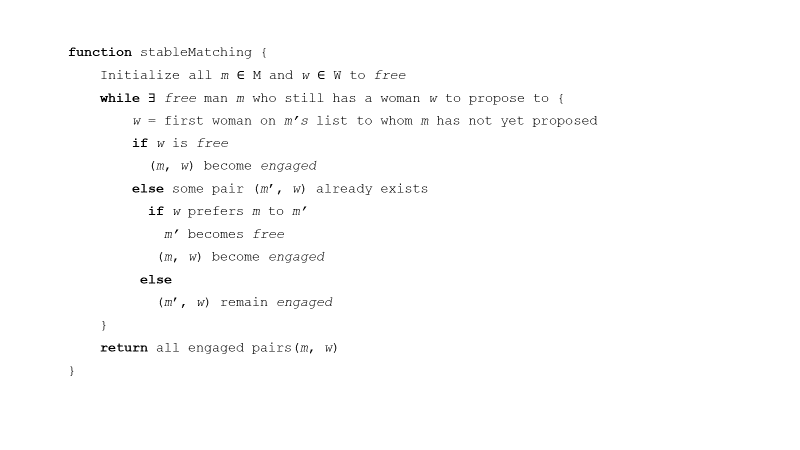 function stableMatching {
Initialize all m ∈ M and w ∈ W to free
while ∃ free man m who still has a woman w to propose to {
w = first woman on m’s list to whom m has not yet proposed
if w is free
(m, w) become engaged
else some pair (m’, w) already exists
if w prefers m to m’
m’ becomes free
(m, w) become engaged
else
(m’, w) remain engaged
}
return all engaged pairs(m, w)
}